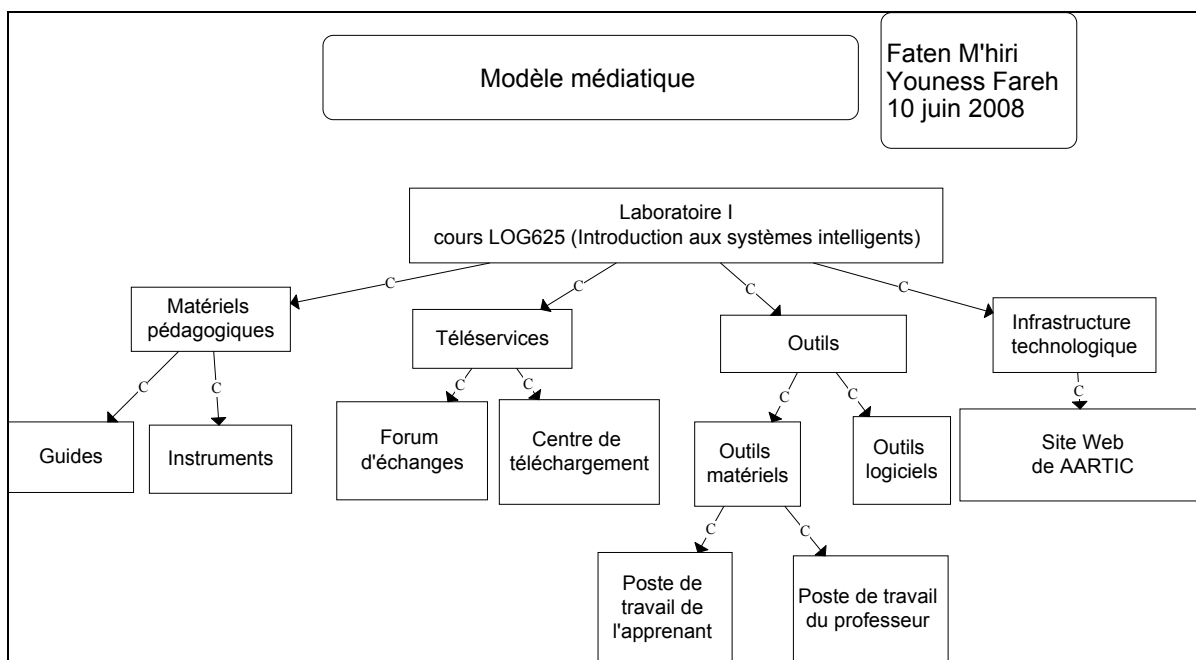 Modèle médiatique
Faten M'hiri
Youness Fareh
10 juin 2008
Laboratoire I
cours LOG625 (Introduction aux systèmes intelligents)
C
C
C
C
Matériels
pédagogiques
Téléservices
Outils
Infrastructure
technologique
C
C
C
C
C
C
C
Guides
Instruments
Forum
d'échanges
Centre de
téléchargement
Outils
matériels
Outils
logiciels
Site Web
de AARTIC
C
C
Poste de
travail de
l'apprenant
Poste de travail
du professeur